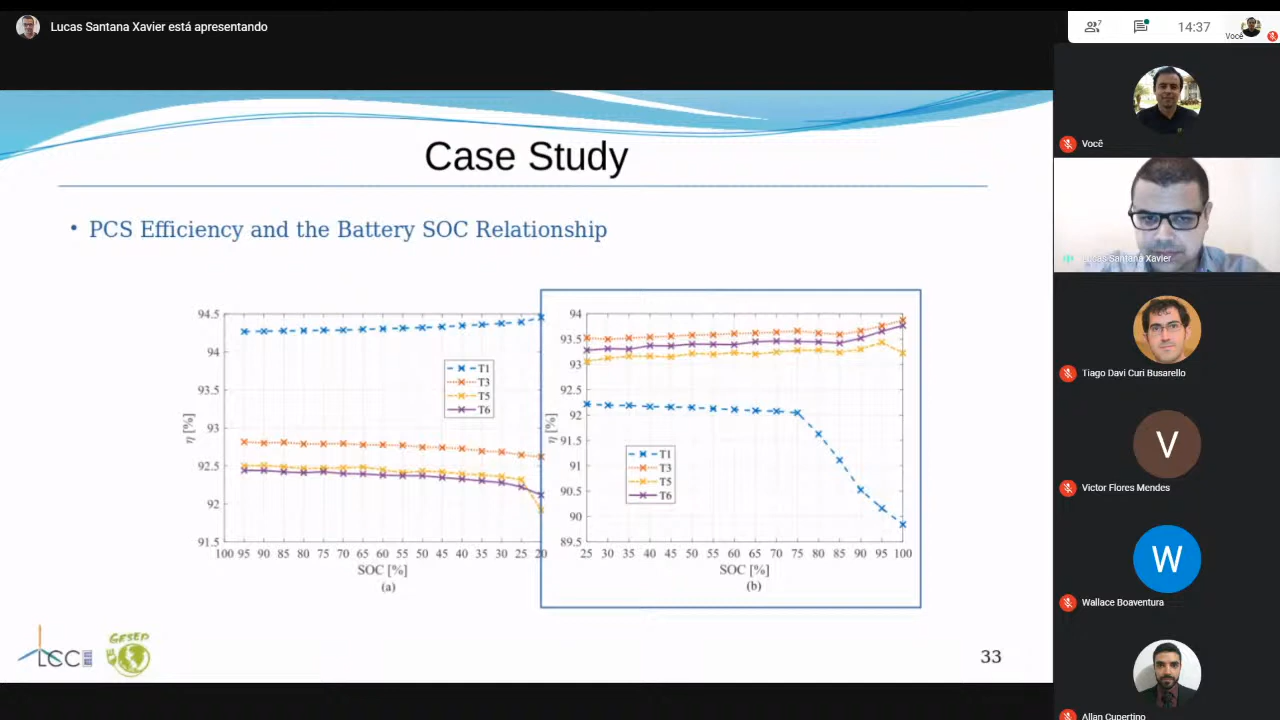 Lucas Santana Xavier está apresentando
7
14:37
Você
Case Study
• PCS Efficiency and the Battery SOC Relationship
94.5
94
93.5
93
92.5
92
91.5
η [%]
T1
T3
T5
T6
100 95 90 85 80 75 70 65 60 55 50 45 40 35 30 25 20
SOC [%]
(a)
94
93.5
93
92.5
92
91.5
91
90.5
90
89.5
η [%]
T1
T3
T5
T6
25 30 35 40 45 50 55 60 65 70 75 80 85 90 95 100
SOC [%]
(b)
LCC
GESEP
33
Você
Lucas Santana Xavier
Tiago Davi Curi Busarello
V
Victor Flores Mendes
W
Wallace Boaventura
Allan Cupertino